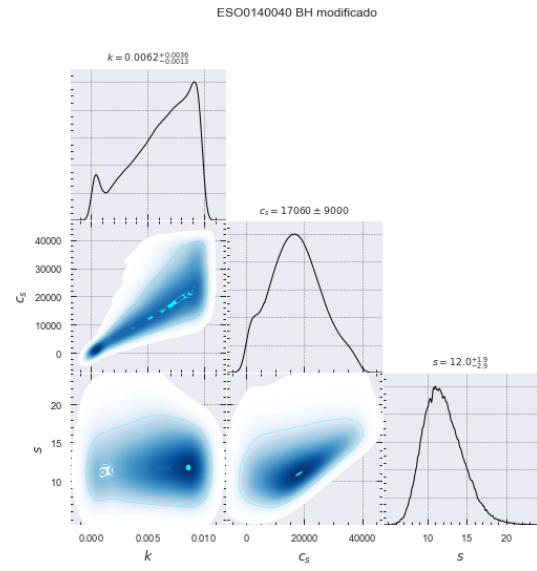 ESO0140040 BH modificado
k = 0.0062^{+0.0036}_{-0.0013}
c_s = 17060 ± 9000
40000
30000
20000
10000
0
c_s
s = 12.0^{+1.9}_{-2.9}
20
15
10
s
0.000 0.005 0.010 0 20000 40000 10 15 20
k c_s s